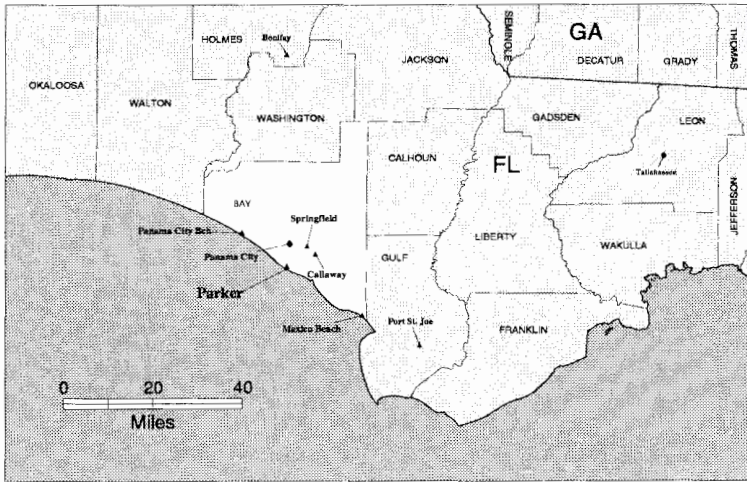 HOLMES
Bonifay
SEMINOLE
GA
THOMAS
JACKSON
DECATUR
GRADY
OKALOOSA
WALTON
WASHINGTON
GADSDEN
LEON
CALHOUN
FL
Tallahassee
JEFFERSON
BAY
Springfield
Panama City Bch.
LIBERTY
Panama City
GULF
WAKULLA
Callaway
Parker
Mexico Beach
Port St. Joe
FRANKLIN
0 20 40
Miles